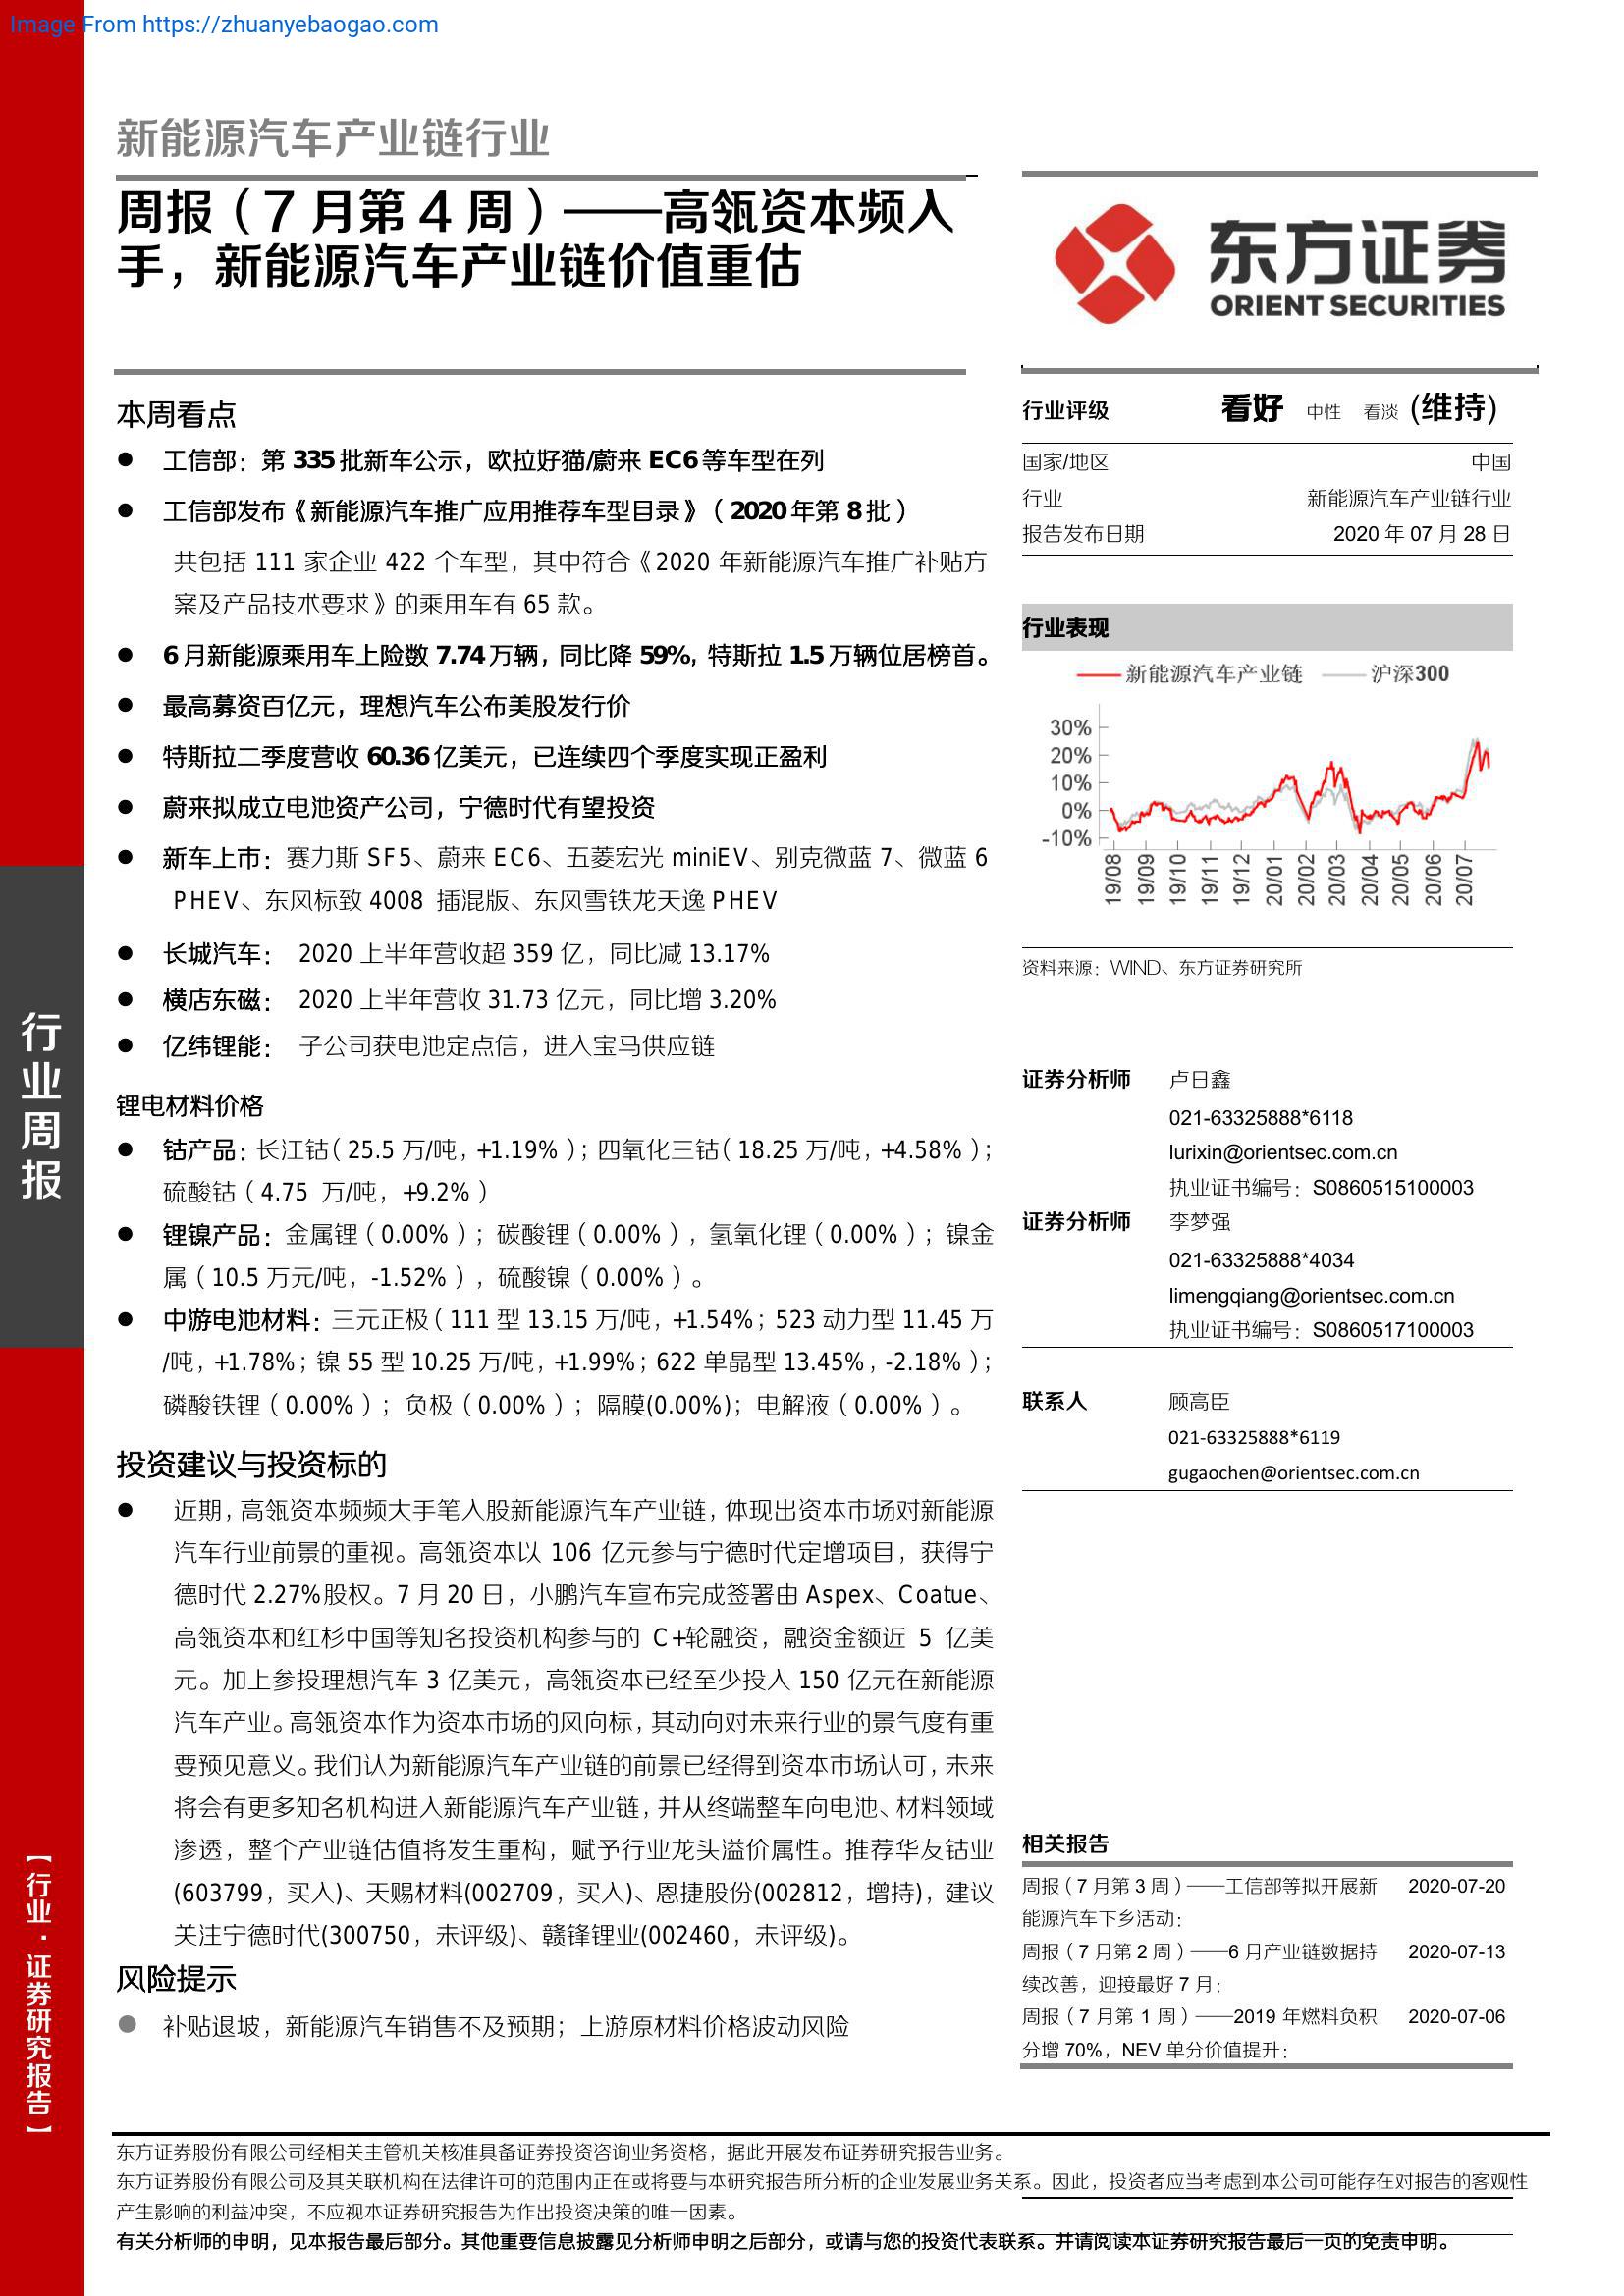 Image From https://zhuanyebaogao.com
新能源汽车产业链行业
周报（7 月第 4 周）——高瓴资本频入
手，新能源汽车产业链价值重估
东方证券
ORIENT SECURITIES
本周看点
● 工信部：第 335 批新车公示，欧拉好猫/蔚来 EC6 等车型在列
● 工信部发布《新能源汽车推广应用推荐车型目录》（2020 年第 8 批）
共包括 111 家企业 422 个车型，其中符合《2020 年新能源汽车推广补贴方
案及产品技术要求》的乘用车有 65 款。
● 6 月新能源乘用车上险数 7.74 万辆，同比降 59%，特斯拉 1.5 万辆位居榜首。
● 最高募资百亿元，理想汽车公布美股发行价
● 特斯拉二季度营收 60.36 亿美元，已连续四个季度实现正盈利
● 蔚来拟成立电池资产公司，宁德时代有望投资
● 新车上市：赛力斯 SF5、蔚来 EC6、五菱宏光 miniEV、别克微蓝 7、微蓝 6
PHEV、东风标致 4008 插混版、东风雪铁龙天逸 PHEV
● 长城汽车： 2020 上半年营收超 359 亿，同比减 13.17%
● 横店东磁： 2020 上半年营收 31.73 亿元，同比增 3.20%
● 亿纬锂能： 子公司获电池定点信，进入宝马供应链
锂电材料价格
● 钴产品：长江钴（25.5 万/吨，+1.19%）；四氧化三钴（18.25 万/吨，+4.58%）；
硫酸钴（4.75 万/吨，+9.2%）
● 锂镍产品：金属锂（0.00%）；碳酸锂（0.00%），氢氧化锂（0.00%）；镍金
属（10.5 万元/吨，-1.52%），硫酸镍（0.00%）。
● 中游电池材料：三元正极（111 型 13.15 万/吨，+1.54%；523 动力型 11.45 万
/吨，+1.78%；镍 55 型 10.25 万/吨，+1.99%；622 单晶型 13.45%，-2.18%）；
磷酸铁锂（0.00%）；负极（0.00%）；隔膜(0.00%)；电解液（0.00%）。
投资建议与投资标的
● 近期，高瓴资本频频大手笔入股新能源汽车产业链，体现出资本市场对新能源
汽车行业前景的重视。高瓴资本以 106 亿元参与宁德时代定增项目，获得宁
德时代 2.27%股权。7 月 20 日，小鹏汽车宣布完成签署由 Aspex、Coatue、
高瓴资本和红杉中国等知名投资机构参与的 C+轮融资，融资金额近 5 亿美
元。加上参投理想汽车 3 亿美元，高瓴资本已经至少投入 150 亿元在新能源
汽车产业。高瓴资本作为资本市场的风向标，其动向对未来行业的景气度有重
要预见意义。我们认为新能源汽车产业链的前景已经得到资本市场认可，未来
将会有更多知名机构进入新能源汽车产业链，并从终端整车向电池、材料领域
渗透，整个产业链估值将发生重构，赋予行业龙头溢价属性。推荐华友钴业
(603799，买入)、天赐材料(002709，买入)、恩捷股份(002812，增持)，建议
关注宁德时代(300750，未评级)、赣锋锂业(002460，未评级)。
风险提示
● 补贴退坡，新能源汽车销售不及预期；上游原材料价格波动风险
行业评级 看好 中性 看淡 (维持)
国家/地区 中国
行业 新能源汽车产业链行业
报告发布日期 2020 年 07 月 28 日
行业表现
新能源汽车产业链 沪深300
30%
20%
10%
0%
-10%
19/08 19/09 19/10 19/11 19/12 20/01 20/02 20/03 20/04 20/05 20/06 20/07
资料来源：WIND、东方证券研究所
证券分析师 卢日鑫
021-63325888*6118
lurixin@orientsec.com.cn
执业证书编号：S0860515100003
证券分析师 李梦强
021-63325888*4034
limengqiang@orientsec.com.cn
执业证书编号：S0860517100003
联系人 顾高臣
021-63325888*6119
gugaochen@orientsec.com.cn
相关报告
周报（7 月第 3 周）——工信部等拟开展新 2020-07-20
能源汽车下乡活动：
周报（7 月第 2 周）——6 月产业链数据持 2020-07-13
续改善，迎接最好 7 月：
周报（7 月第 1 周）——2019 年燃料负积 2020-07-06
分增 70%，NEV 单分价值提升：
行业周报
【行业·证券研究报告】
东方证券股份有限公司经相关主管机关核准具备证券投资咨询业务资格，据此开展发布证券研究报告业务。
东方证券股份有限公司及其关联机构在法律许可的范围内正在或将要与本研究报告所分析的企业发展业务关系。因此，投资者应当考虑到本公司可能存在对报告的客观性
产生影响的利益冲突，不应视本证券研究报告为作出投资决策的唯一因素。
有关分析师的申明，见本报告最后部分。其他重要信息披露见分析师申明之后部分，或请与您的投资代表联系。并请阅读本证券研究报告最后一页的免责申明。